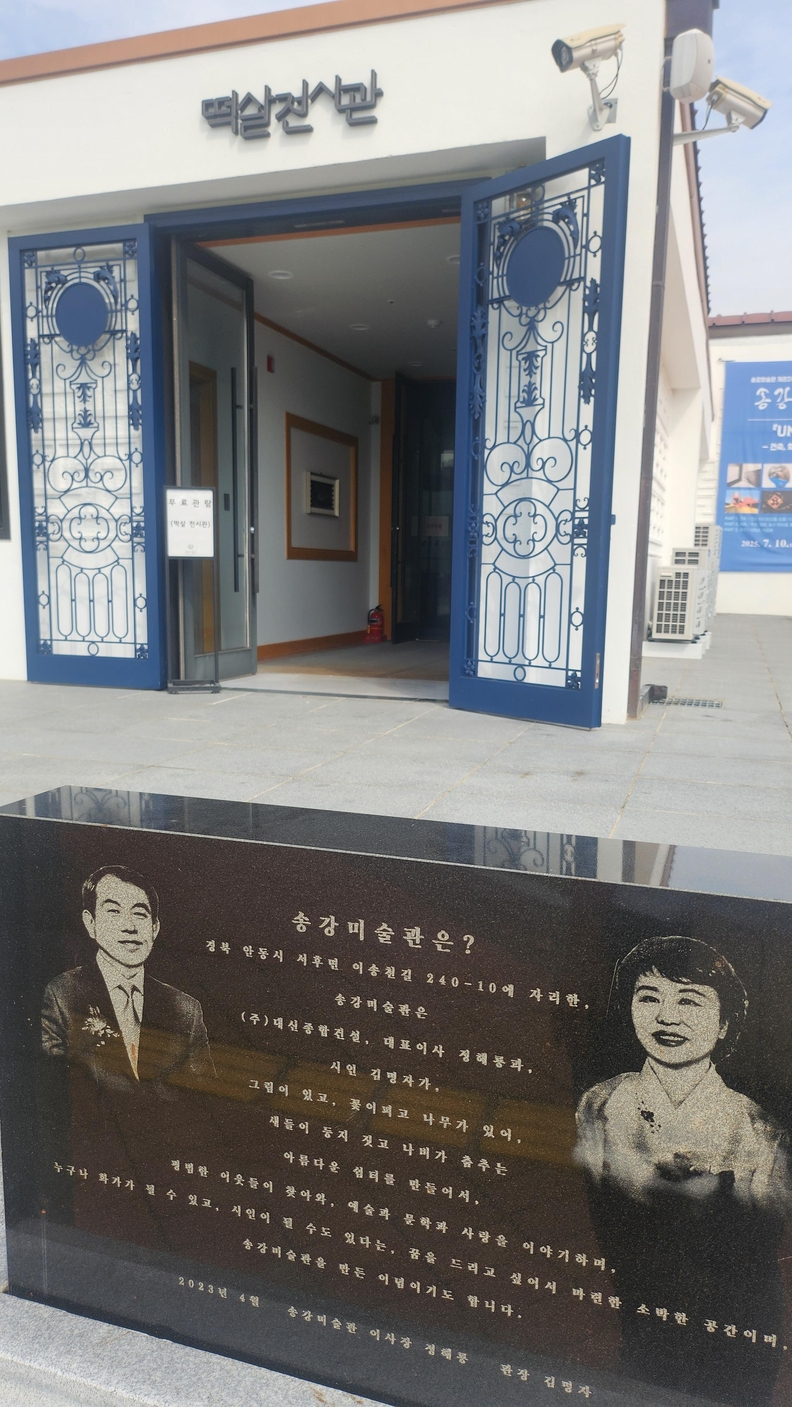 떡살전시관
무료관람
(떡살 전시관)
송강
「UN
2025. 7. 10.
송강미술관은?
경북 안동시 서후면 이송천길 240-10에 자리한,
송강미술관은
(주)대신종합건설, 대표이사 정해룡과,
시인 김명자가,
그림이 있고, 꽃이피고 나무가 있어,
새들이 둥지 짓고 나비가 춤추는
아름다운 쉼터를 만들어서,
평범한 이웃들이 찾아와, 예술과 문학과 사랑을 이야기하며,
누구나 화가가 될 수 있고, 시인이 될 수도 있다는, 꿈을 드리고 싶어서 마련한 소박한 공간이며,
송강미술관을 만든 이념이기도 합니다.
2023년 4월 송강미술관 이사장 정해룡 관장 김명자